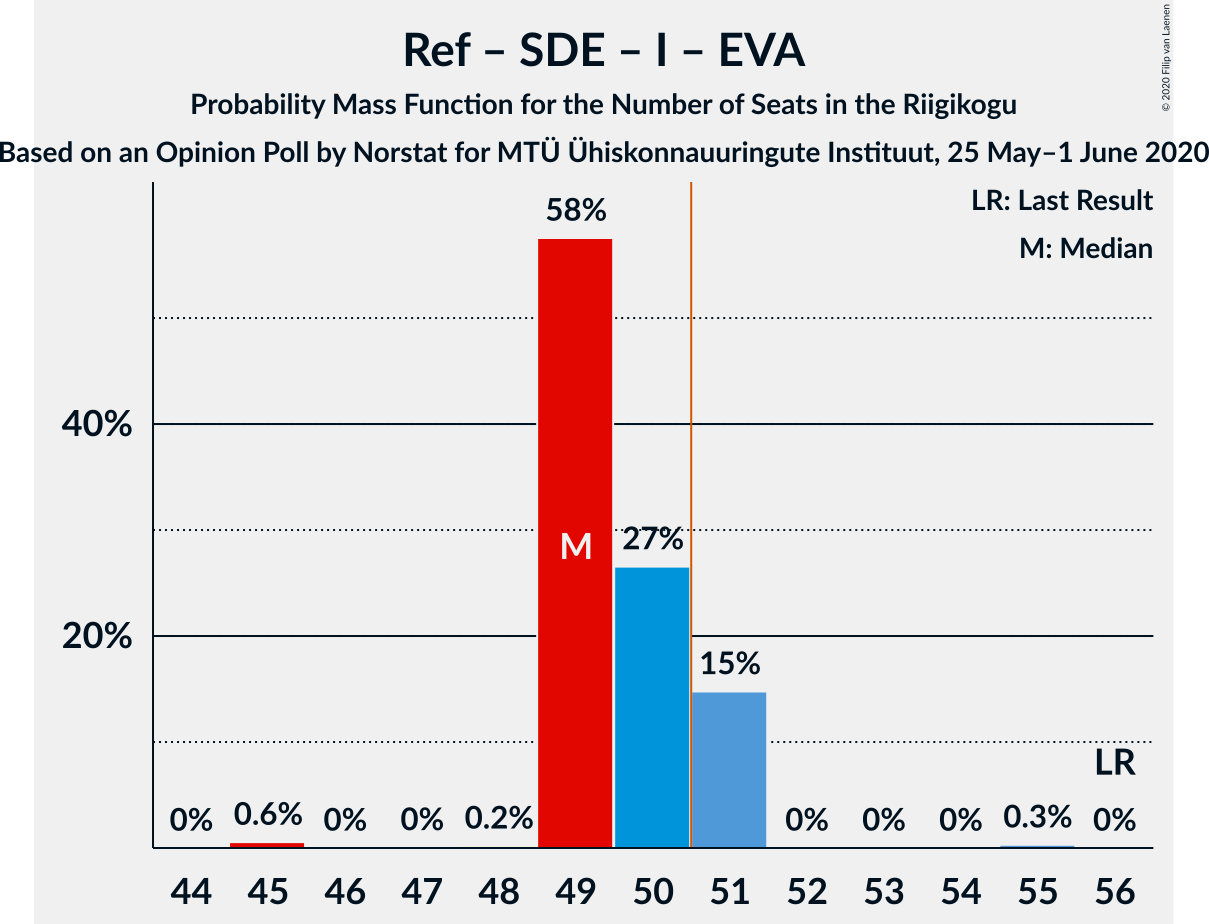 Ref – SDE – I – EVA
Probability Mass Function for the Number of Seats in the Riigikogu
Based on an Opinion Poll by Norstat for MTÜ Ühiskonnauuringute Instituut, 25 May–1 June 2020
© 2020 Filip van Laenen
LR: Last Result
M: Median
58%
40%
M
27%
20%
15%
LR
0% 0.6% 0% 0% 0.2% 0% 0% 0% 0.3% 0%
44 45 46 47 48 49 50 51 52 53 54 55 56